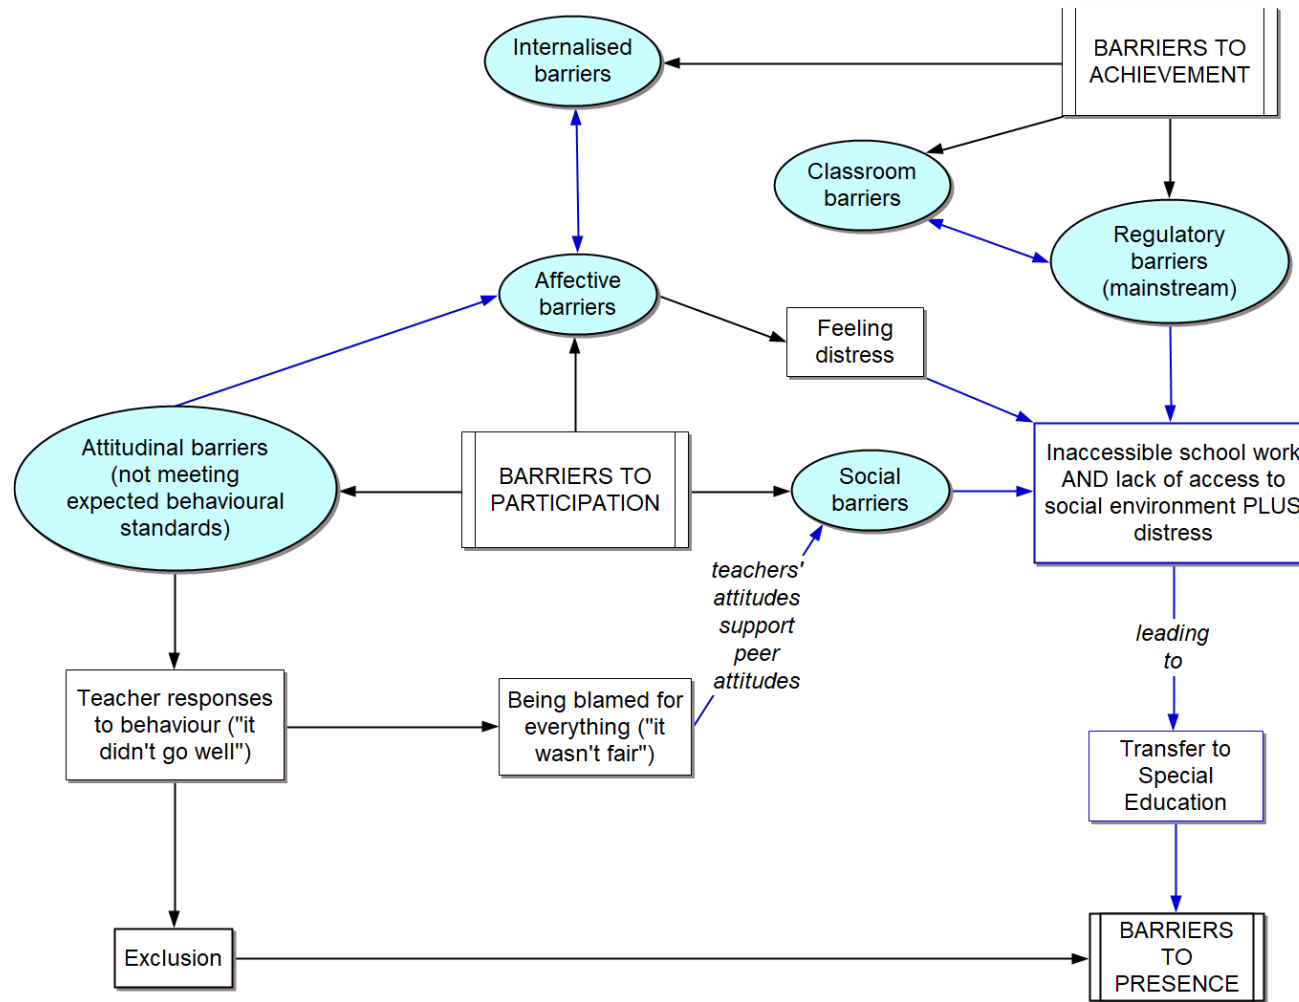 Internalised
barriers
BARRIERS TO
ACHIEVEMENT
Classroom
barriers
Regulatory
barriers
(mainstream)
Affective
barriers
Feeling
distress
Attitudinal barriers
(not meeting
expected behavioural
standards)
BARRIERS TO
PARTICIPATION
Social
barriers
Inaccessible school work
AND lack of access to
social environment PLUS
distress
teachers'
attitudes
support
peer
attitudes
leading
to
Teacher responses
to behaviour ("it
didn't go well")
Being blamed for
everything ("it
wasn't fair")
Transfer to
Special
Education
Exclusion
BARRIERS
TO
PRESENCE